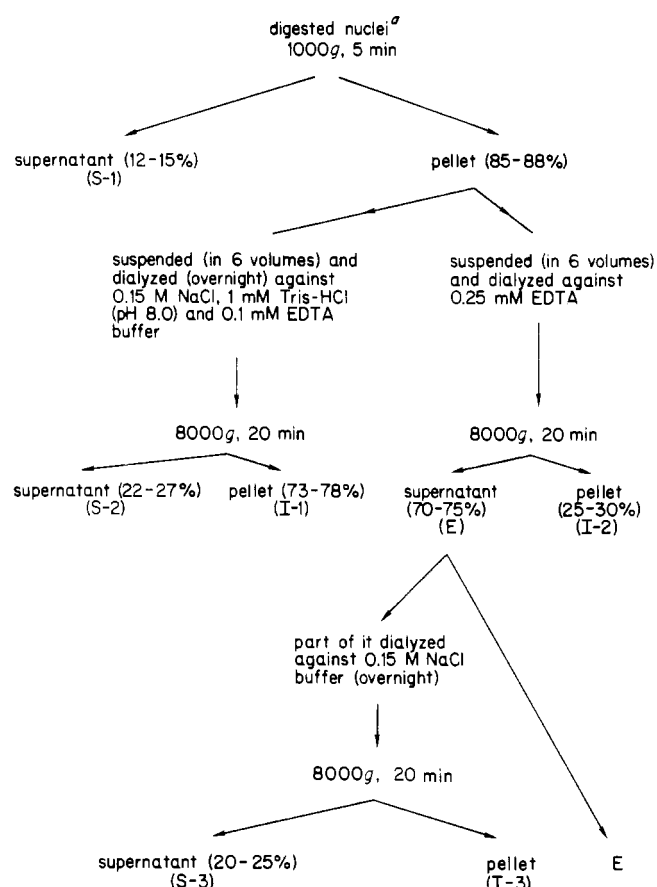 digested nuclei a
1000g, 5 min
supernatant (12-15%)
(S-1)
pellet (85-88%)
suspended (in 6 volumes) and
dialyzed (overnight) against
0.15 M NaCl, 1 mM Tris-HCl
(pH 8.0) and 0.1 mM EDTA
buffer
suspended (in 6 volumes)
and dialyzed against
0.25 mM EDTA
8000g, 20 min
8000g, 20 min
supernatant (22-27%)
(S-2)
pellet (73-78%)
(I-1)
supernatant
(70-75%)
(E)
pellet
(25-30%)
(I-2)
part of it dialyzed
against 0.15 M NaCl
buffer (overnight)
8000g, 20 min
supernatant (20-25%)
(S-3)
pellet
(I-3)
E